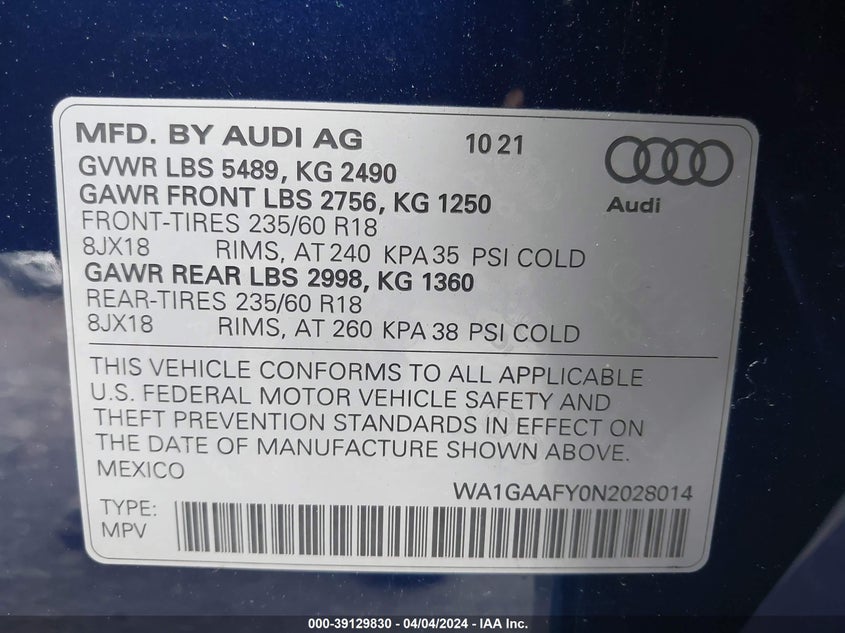 MFD. BY AUDI AG 10 21
GVWR LBS 5489, KG 2490
GAWR FRONT LBS 2756, KG 1250
Audi
FRONT-TIRES 235/60 R18
8JX18 RIMS, AT 240 KPA 35 PSI COLD
GAWR REAR LBS 2998, KG 1360
REAR-TIRES 235/60 R18
8JX18 RIMS, AT 260 KPA 38 PSI COLD
THIS VEHICLE CONFORMS TO ALL APPLICABLE
U.S. FEDERAL MOTOR VEHICLE SAFETY AND
THEFT PREVENTION STANDARDS IN EFFECT ON
THE DATE OF MANUFACTURE SHOWN ABOVE.
MEXICO
WA1GAAFY0N2028014
TYPE:
MPV
000-39129830 - 04/04/2024 - IAA Inc.